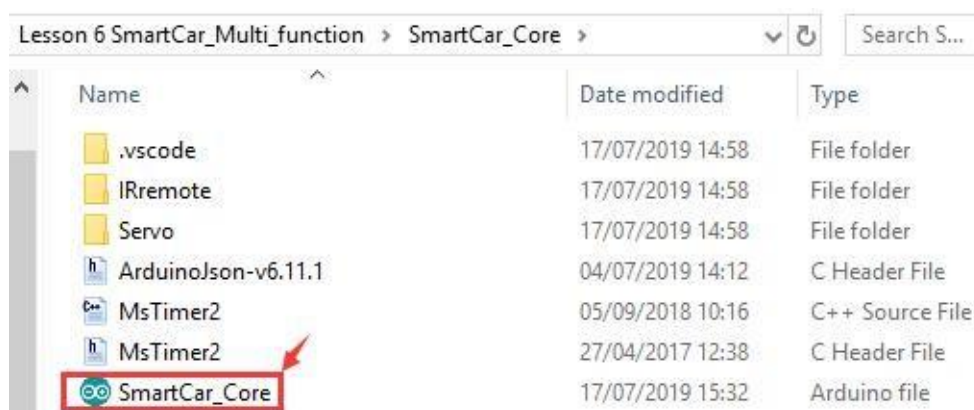 Lesson 6 SmartCar_Multi_function > SmartCar_Core > Search S...
Name Date modified Type
.vscode 17/07/2019 14:58 File folder
IRremote 17/07/2019 14:58 File folder
Servo 17/07/2019 14:58 File folder
ArduinoJson-v6.11.1 04/07/2019 14:12 C Header File
MsTimer2 05/09/2018 10:16 C++ Source File
MsTimer2 27/04/2017 12:38 C Header File
SmartCar_Core 17/07/2019 15:32 Arduino file